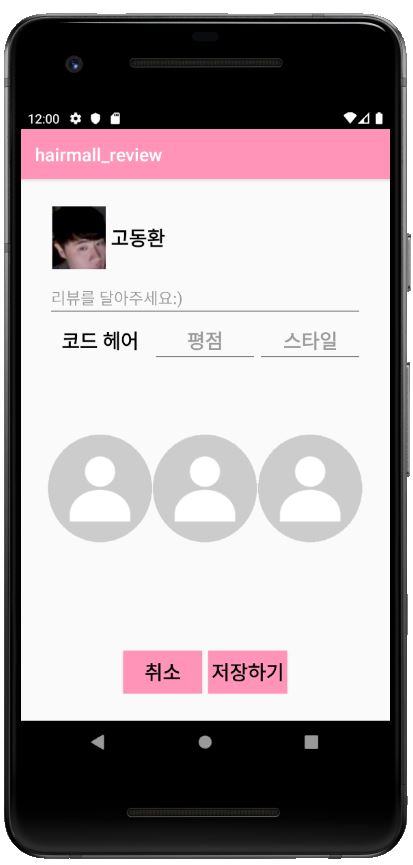 12:00
hairmall_review
고동환
리뷰를 달아주세요:)
코드 헤어 평점 스타일
취소 저장하기